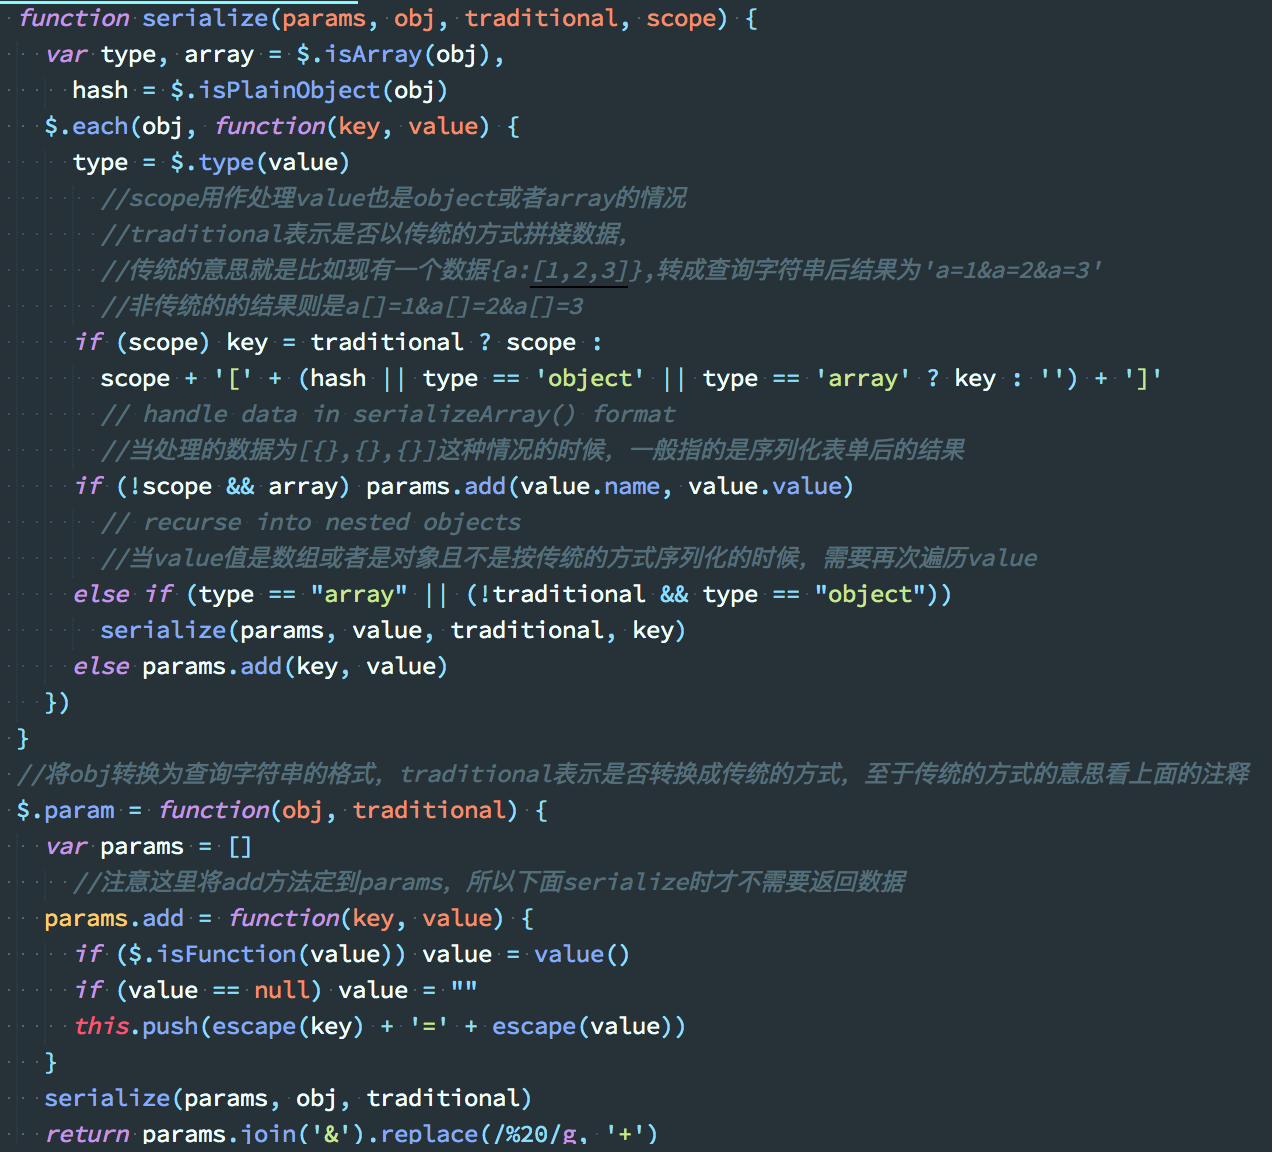 function serialize(params, obj, traditional, scope) {
var type, array = $.isArray(obj),
hash = $.isPlainObject(obj)
$.each(obj, function(key, value) {
type = $.type(value)
//scope用作处理value也是object或者array的情况
//traditional表示是否以传统的方式拼接数据，
//传统的意思就是比如现有一个数据{a:[1,2,3]},转成查询字符串后结果为'a=1&a=2&a=3'
//非传统的的结果则是a[]=1&a[]=2&a[]=3
if (scope) key = traditional ? scope :
scope + '[' + (hash || type == 'object' || type == 'array' ? key : '') + ']'
// handle data in serializeArray() format
//当处理的数据为[{},{},{}]这种情况的时候，一般指的是序列化表单后的结果
if (!scope && array) params.add(value.name, value.value)
// recurse into nested objects
//当value值是数组或者是对象且不是按传统的方式序列化的时候，需要再次遍历value
else if (type == "array" || (!traditional && type == "object"))
serialize(params, value, traditional, key)
else params.add(key, value)
})
}
//将obj转换为查询字符串的格式，traditional表示是否转换成传统的方式，至于传统的方式的意思看上面的注释
$.param = function(obj, traditional) {
var params = []
//注意这里将add方法定到params，所以下面serialize时才不需要返回数据
params.add = function(key, value) {
if ($.isFunction(value)) value = value()
if (value == null) value = ""
this.push(escape(key) + '=' + escape(value))
}
serialize(params, obj, traditional)
return params.join('&').replace(/%20/g, '+')